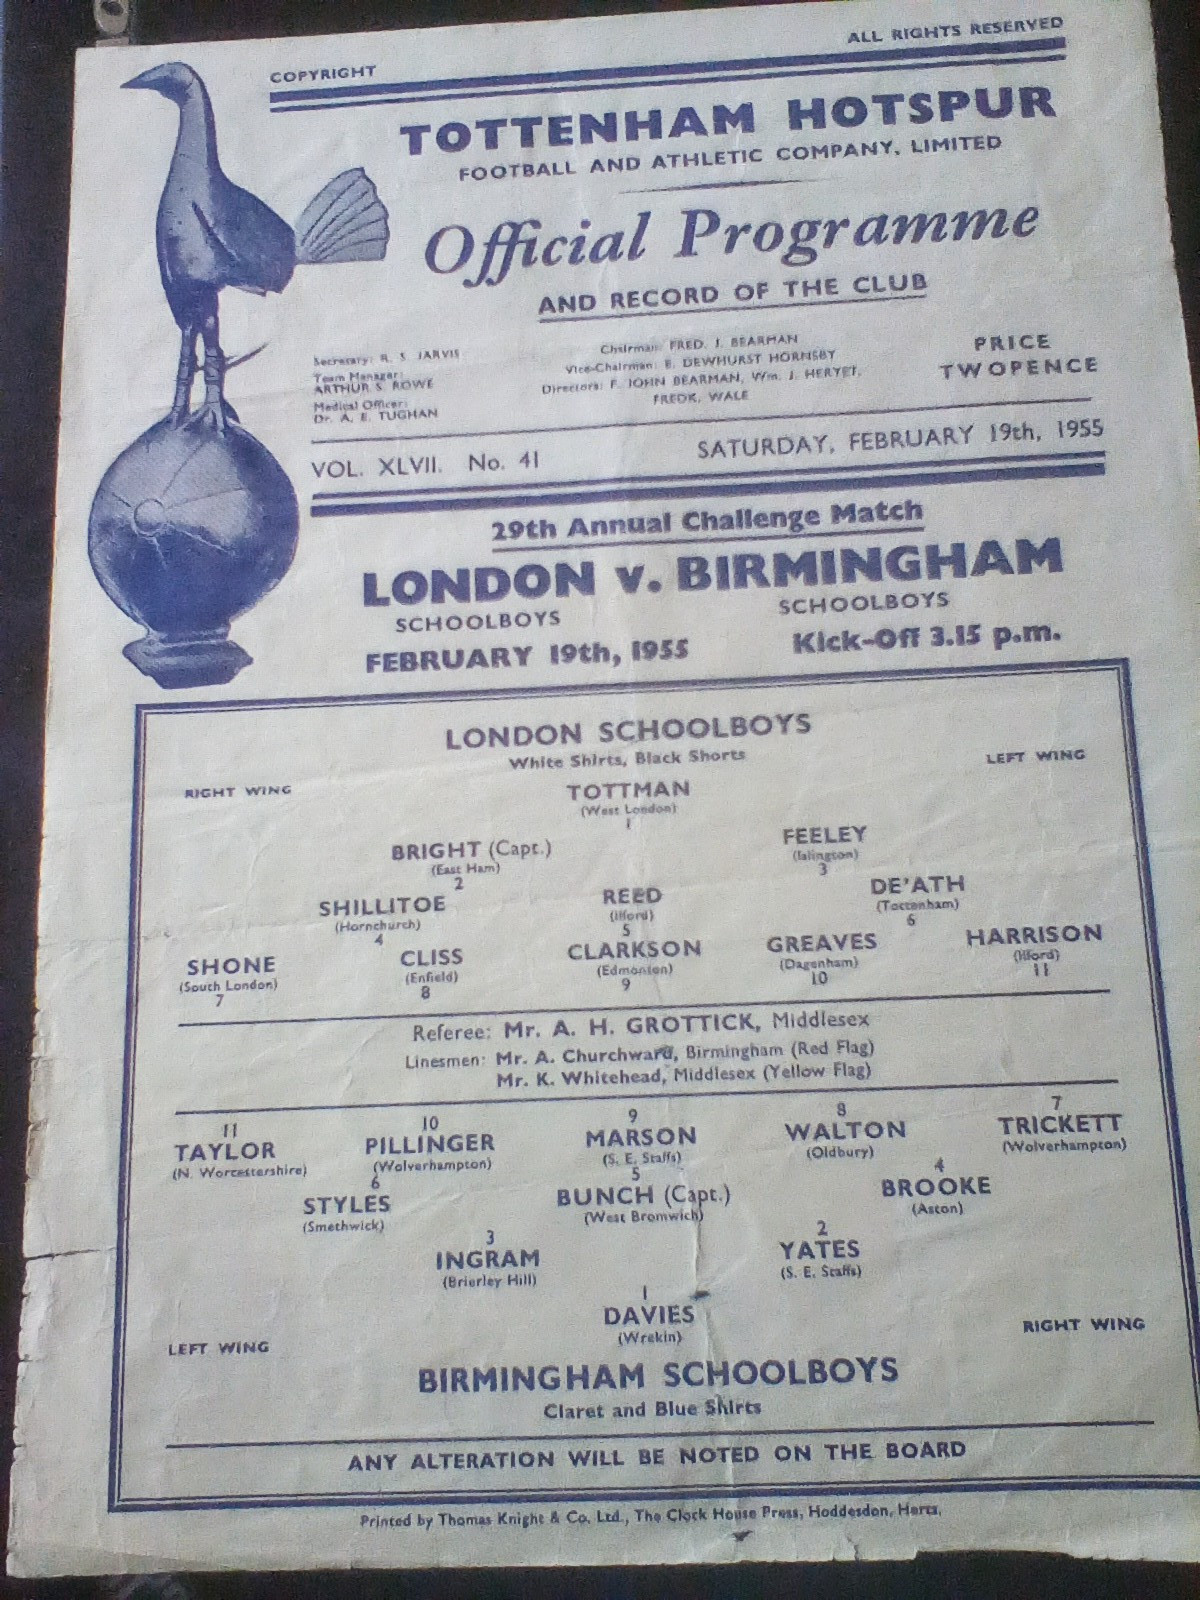 COPYRIGHT
ALL RIGHTS RESERVED
TOTTENHAM HOTSPUR
FOOTBALL AND ATHLETIC COMPANY, LIMITED
Official Programme
AND RECORD OF THE CLUB
Secretary: R. S. JARVIS
Team Manager:
ARTHUR S. ROWE
Medical Officer:
Dr. A. E. TUGHAN
Chairman: FRED. J. BEARMAN
Vice-Chairman: E. DEWHURST HORNSBY
Directors: F. JOHN BEARMAN, Wm. J. HERYET,
FREDK. WALE
PRICE
TWOPENCE
VOL. XLVII. No. 41
SATURDAY, FEBRUARY 19th, 1955
29th Annual Challenge Match
LONDON v. BIRMINGHAM
SCHOOLBOYS SCHOOLBOYS
FEBRUARY 19th, 1955 Kick-Off 3.15 p.m.
LONDON SCHOOLBOYS
White Shirts, Black Shorts
RIGHT WING LEFT WING
TOTTMAN
(West London)
1
BRIGHT (Capt.) FEELEY
(East Ham) (Islington)
2 3
SHILLITOE REED DE'ATH
(Hornchurch) (Ilford) (Tottenham)
4 5 6
SHONE CLISS CLARKSON GREAVES HARRISON
(South London) (Enfield) (Edmonton) (Dagenham) (Ilford)
7 8 9 10 11
Referee: Mr. A. H. GROTTICK, Middlesex
Linesmen: Mr. A. Churchward, Birmingham (Red Flag)
Mr. K. Whitehead, Middlesex (Yellow Flag)
11 10 9 8 7
TAYLOR PILLINGER MARSON WALTON TRICKETT
(N. Worcestershire) (Wolverhampton) (S. E. Staffs) (Oldbury) (Wolverhampton)
6 5 4
STYLES BUNCH (Capt.) BROOKE
(Smethwick) (West Bromwich) (Aston)
3 2
INGRAM YATES
(Brierley Hill) (S. E. Staffs)
1
DAVIES
(Wrekin)
LEFT WING RIGHT WING
BIRMINGHAM SCHOOLBOYS
Claret and Blue Shirts
ANY ALTERATION WILL BE NOTED ON THE BOARD
Printed by Thomas Knight & Co. Ltd., The Clock House Press, Hoddesdon, Herts.